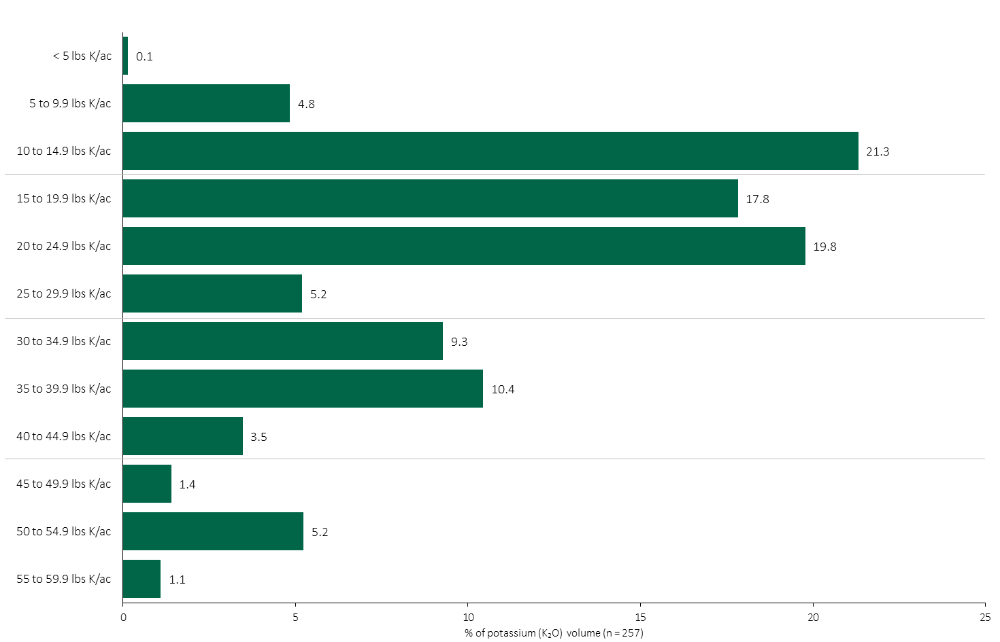 < 5 lbs K/ac 0.1
5 to 9.9 lbs K/ac 4.8
10 to 14.9 lbs K/ac 21.3
15 to 19.9 lbs K/ac 17.8
20 to 24.9 lbs K/ac 19.8
25 to 29.9 lbs K/ac 5.2
30 to 34.9 lbs K/ac 9.3
35 to 39.9 lbs K/ac 10.4
40 to 44.9 lbs K/ac 3.5
45 to 49.9 lbs K/ac 1.4
50 to 54.9 lbs K/ac 5.2
55 to 59.9 lbs K/ac 1.1
0 5 10 15 20 25
% of potassium (K₂O) volume (n = 257)